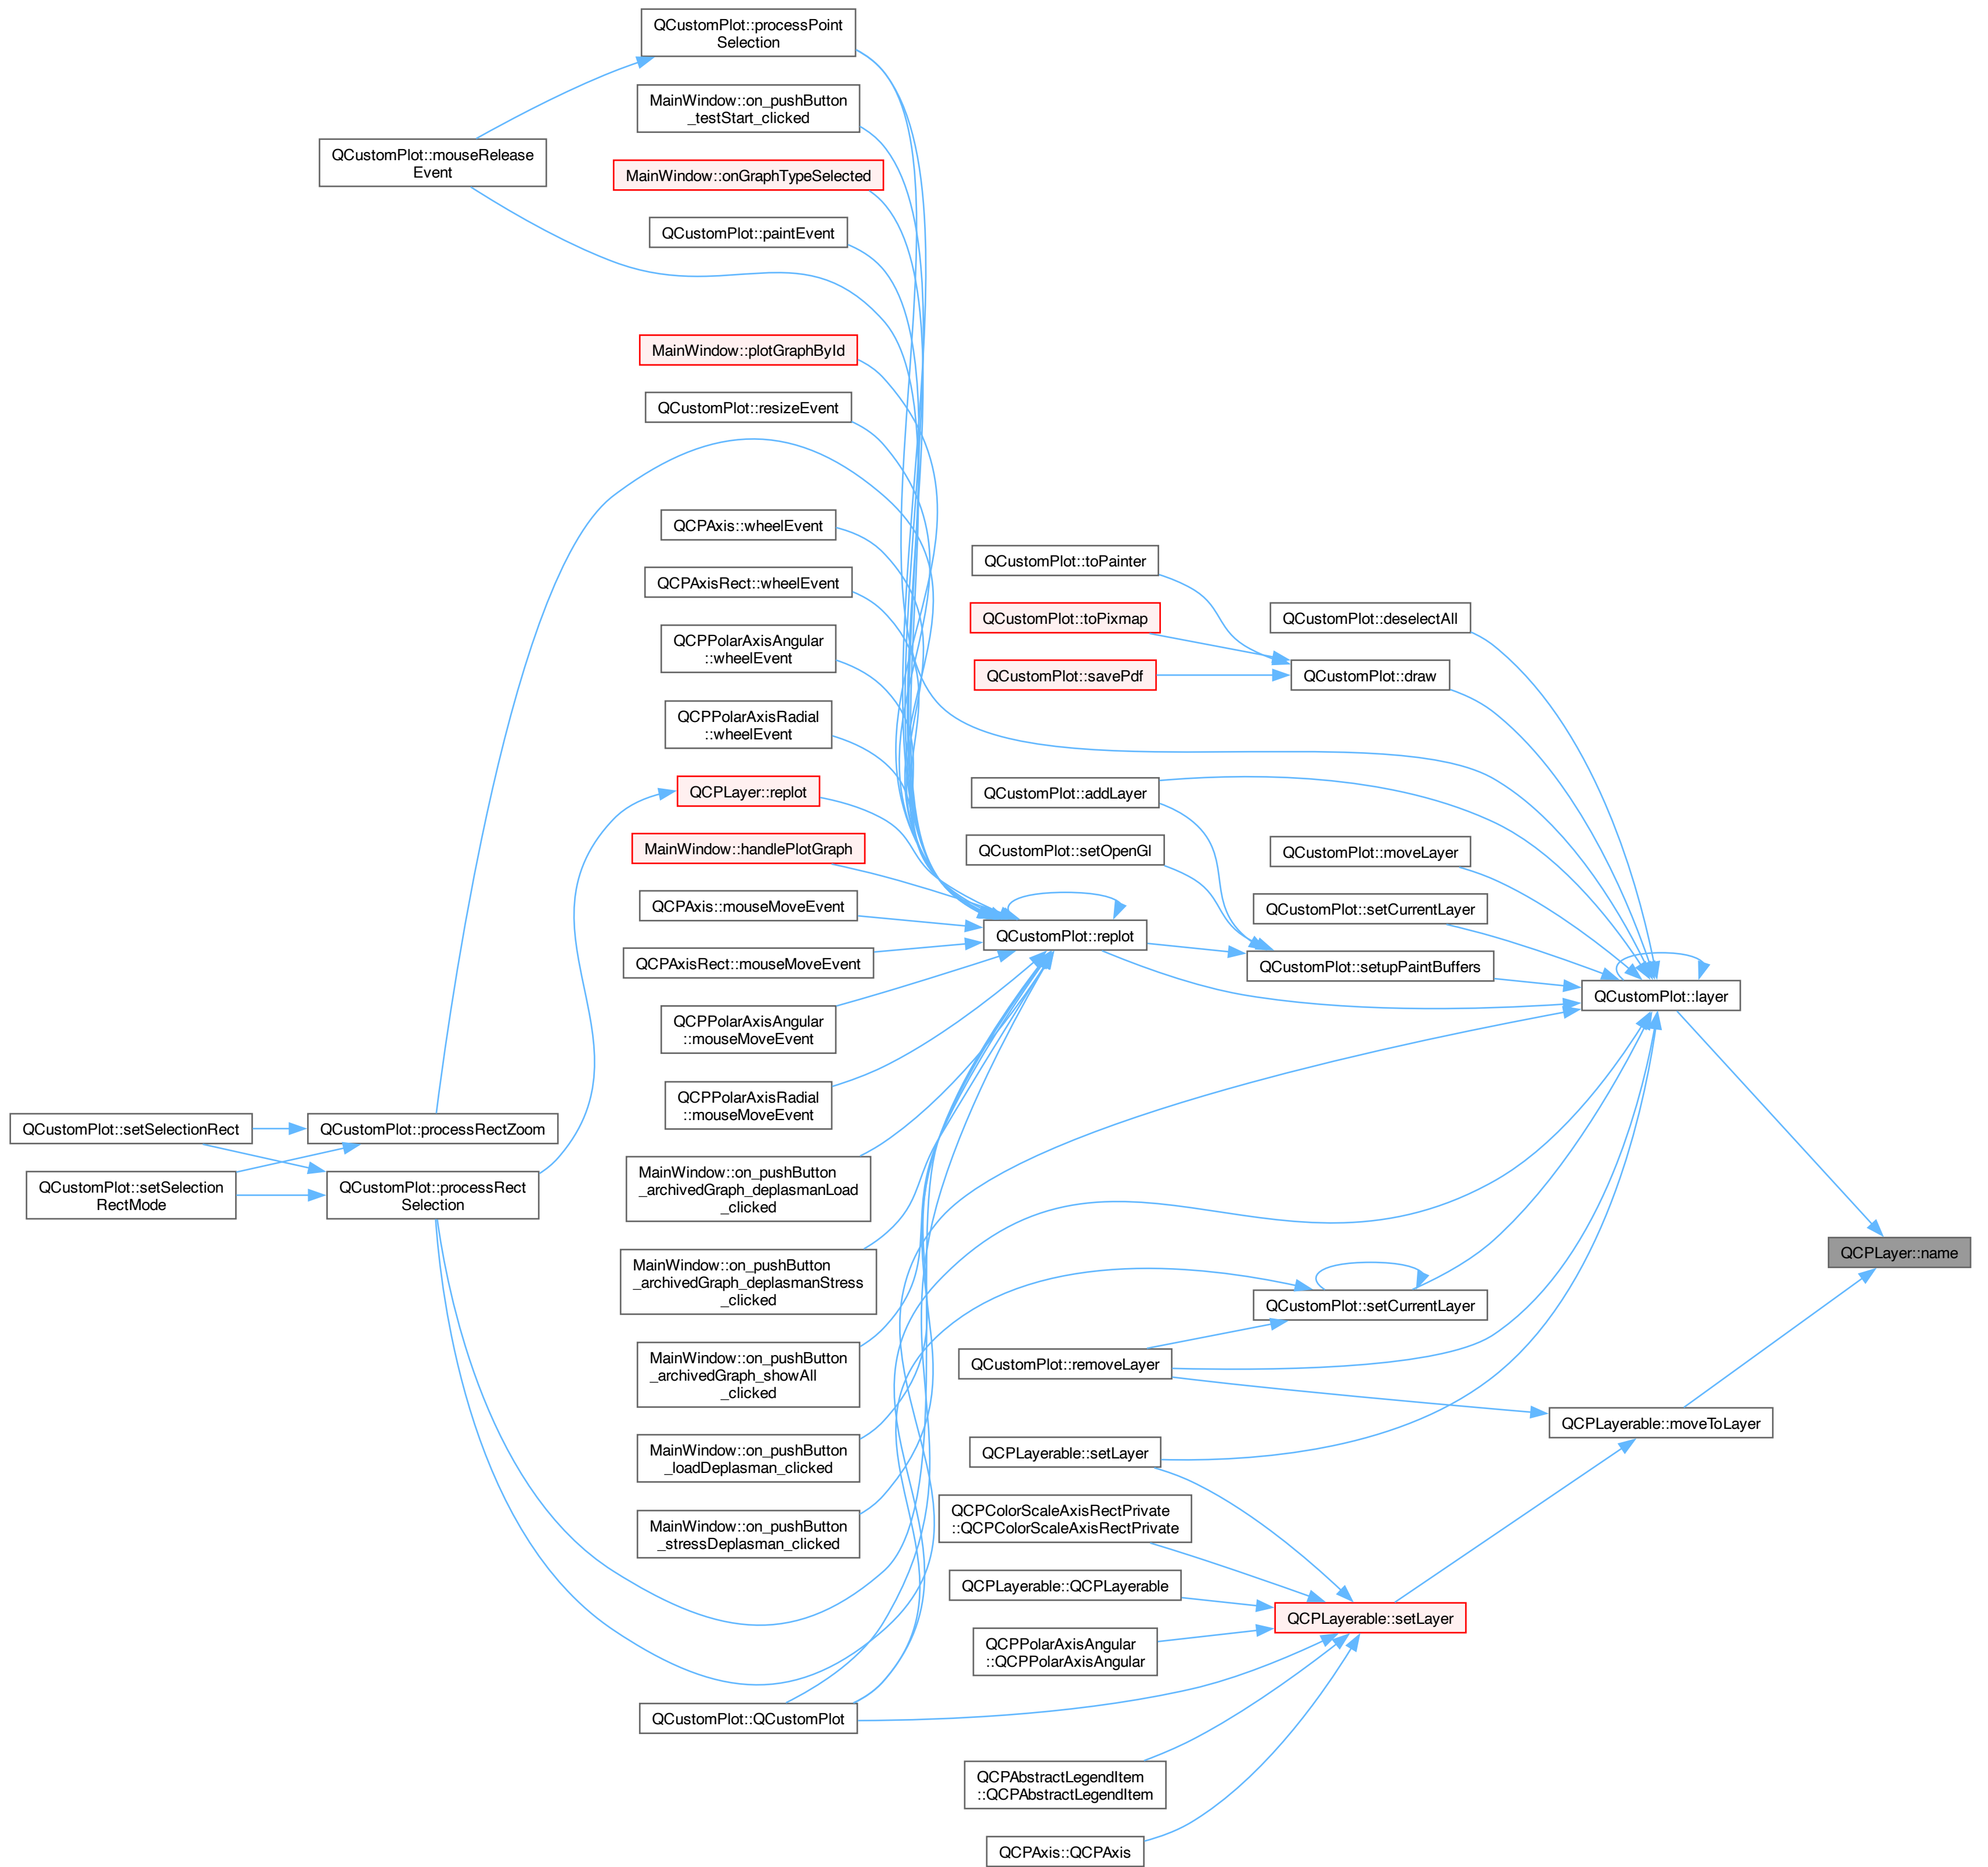 QCustomPlot::processPoint
Selection
MainWindow::on_pushButton
_testStart_clicked
QCustomPlot::mouseRelease
Event
MainWindow::onGraphTypeSelected
QCustomPlot::paintEvent
MainWindow::plotGraphById
QCustomPlot::resizeEvent
QCPAxis::wheelEvent
QCPAxisRect::wheelEvent
QCPPolarAxisAngular
::wheelEvent
QCPPolarAxisRadial
::wheelEvent
QCPLayer::replot
MainWindow::handlePlotGraph
QCPAxis::mouseMoveEvent
QCPAxisRect::mouseMoveEvent
QCPPolarAxisAngular
::mouseMoveEvent
QCPPolarAxisRadial
::mouseMoveEvent
QCustomPlot::setSelectionRect
QCustomPlot::processRectZoom
QCustomPlot::setSelection
RectMode
QCustomPlot::processRect
Selection
MainWindow::on_pushButton
_archivedGraph_deplasmanLoad
_clicked
MainWindow::on_pushButton
_archivedGraph_deplasmanStress
_clicked
MainWindow::on_pushButton
_archivedGraph_showAll
_clicked
MainWindow::on_pushButton
_loadDeplasman_clicked
MainWindow::on_pushButton
_stressDeplasman_clicked
QCustomPlot::QCustomPlot
QCustomPlot::toPainter
QCustomPlot::toPixmap
QCustomPlot::savePdf
QCustomPlot::addLayer
QCustomPlot::setOpenGl
QCustomPlot::replot
QCustomPlot::removeLayer
QCPLayerable::setLayer
QCPColorScaleAxisRectPrivate
::QCPColorScaleAxisRectPrivate
QCPLayerable::QCPLayerable
QCPPolarAxisAngular
::QCPPolarAxisAngular
QCPAbstractLegendItem
::QCPAbstractLegendItem
QCPAxis::QCPAxis
QCustomPlot::deselectAll
QCustomPlot::draw
QCustomPlot::moveLayer
QCustomPlot::setCurrentLayer
QCustomPlot::setupPaintBuffers
QCustomPlot::setCurrentLayer
QCPLayerable::setLayer
QCustomPlot::layer
QCPLayerable::moveToLayer
QCPLayer::name